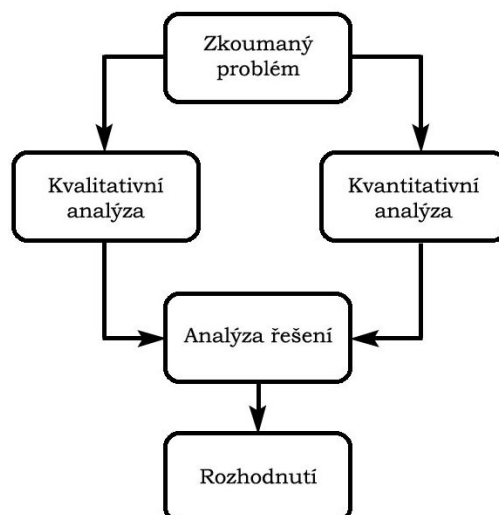 Zkoumaný
problém
Kvalitativní
analýza
Kvantitativní
analýza
Analýza řešení
Rozhodnutí